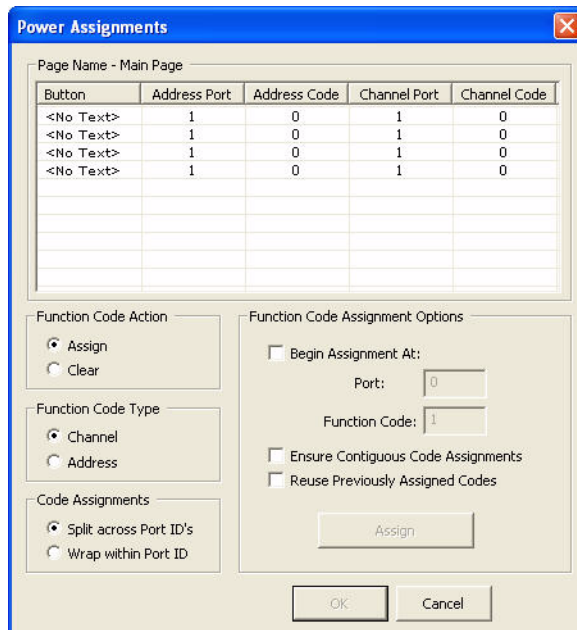 Power Assignments
Page Name - Main Page
Button Address Port Address Code Channel Port Channel Code
<No Text> 1 0 1 0
<No Text> 1 0 1 0
<No Text> 1 0 1 0
<No Text> 1 0 1 0
Function Code Action
Assign
Clear
Function Code Type
Channel
Address
Code Assignments
Split across Port ID's
Wrap within Port ID
Function Code Assignment Options
Begin Assignment At:
Port: 0
Function Code: 1
Ensure Contiguous Code Assignments
Reuse Previously Assigned Codes
Assign
OK Cancel